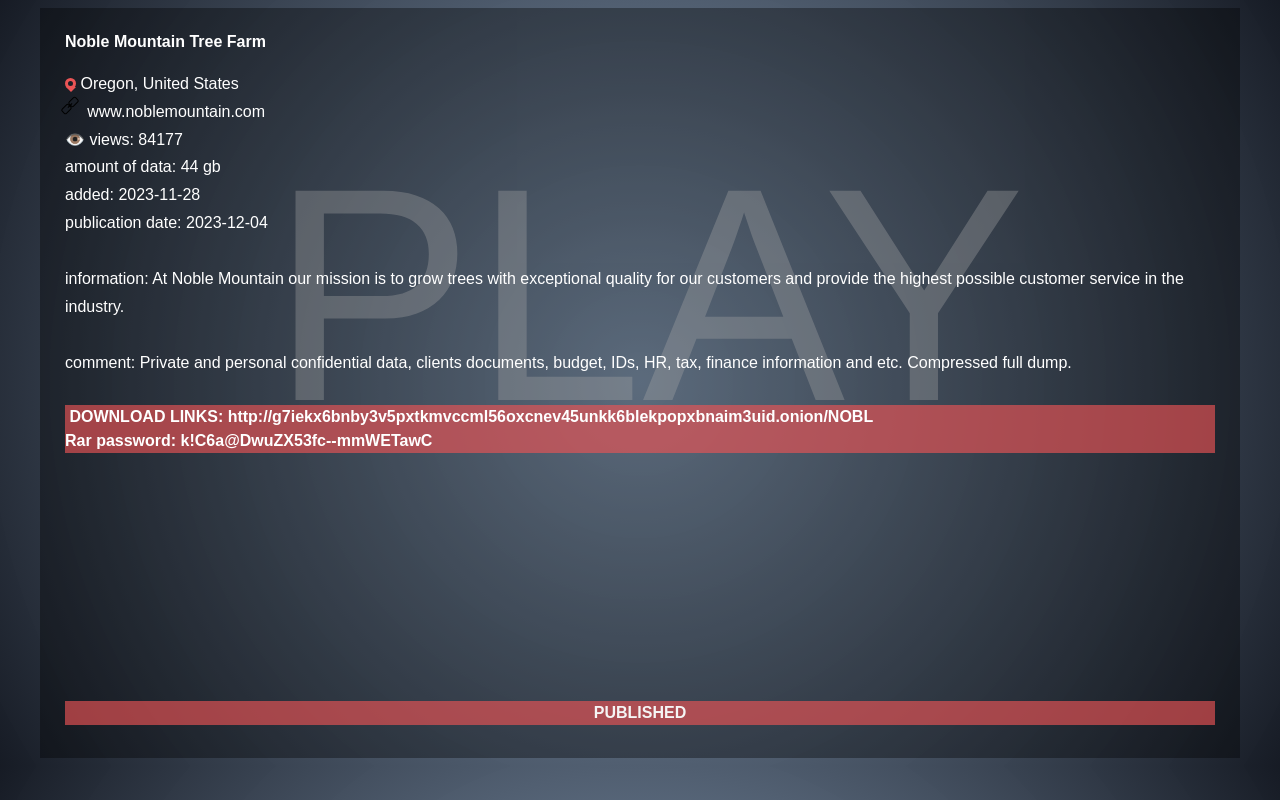 Noble Mountain Tree Farm
Oregon, United States
www.noblemountain.com
views: 84177
amount of data: 44 gb
added: 2023-11-28
publication date: 2023-12-04
PLAY
information: At Noble Mountain our mission is to grow trees with exceptional quality for our customers and provide the highest possible customer service in the
industry.
comment: Private and personal confidential data, clients documents, budget, IDs, HR, tax, finance information and etc. Compressed full dump.
DOWNLOAD LINKS: http://g7iekx6bnby3v5pxtkmvccml56oxcnev45unkk6blekpopxbnaim3uid.onion/NOBL
Rar password: k!C6a@DwuZX53fc--mmWETawC
PUBLISHED